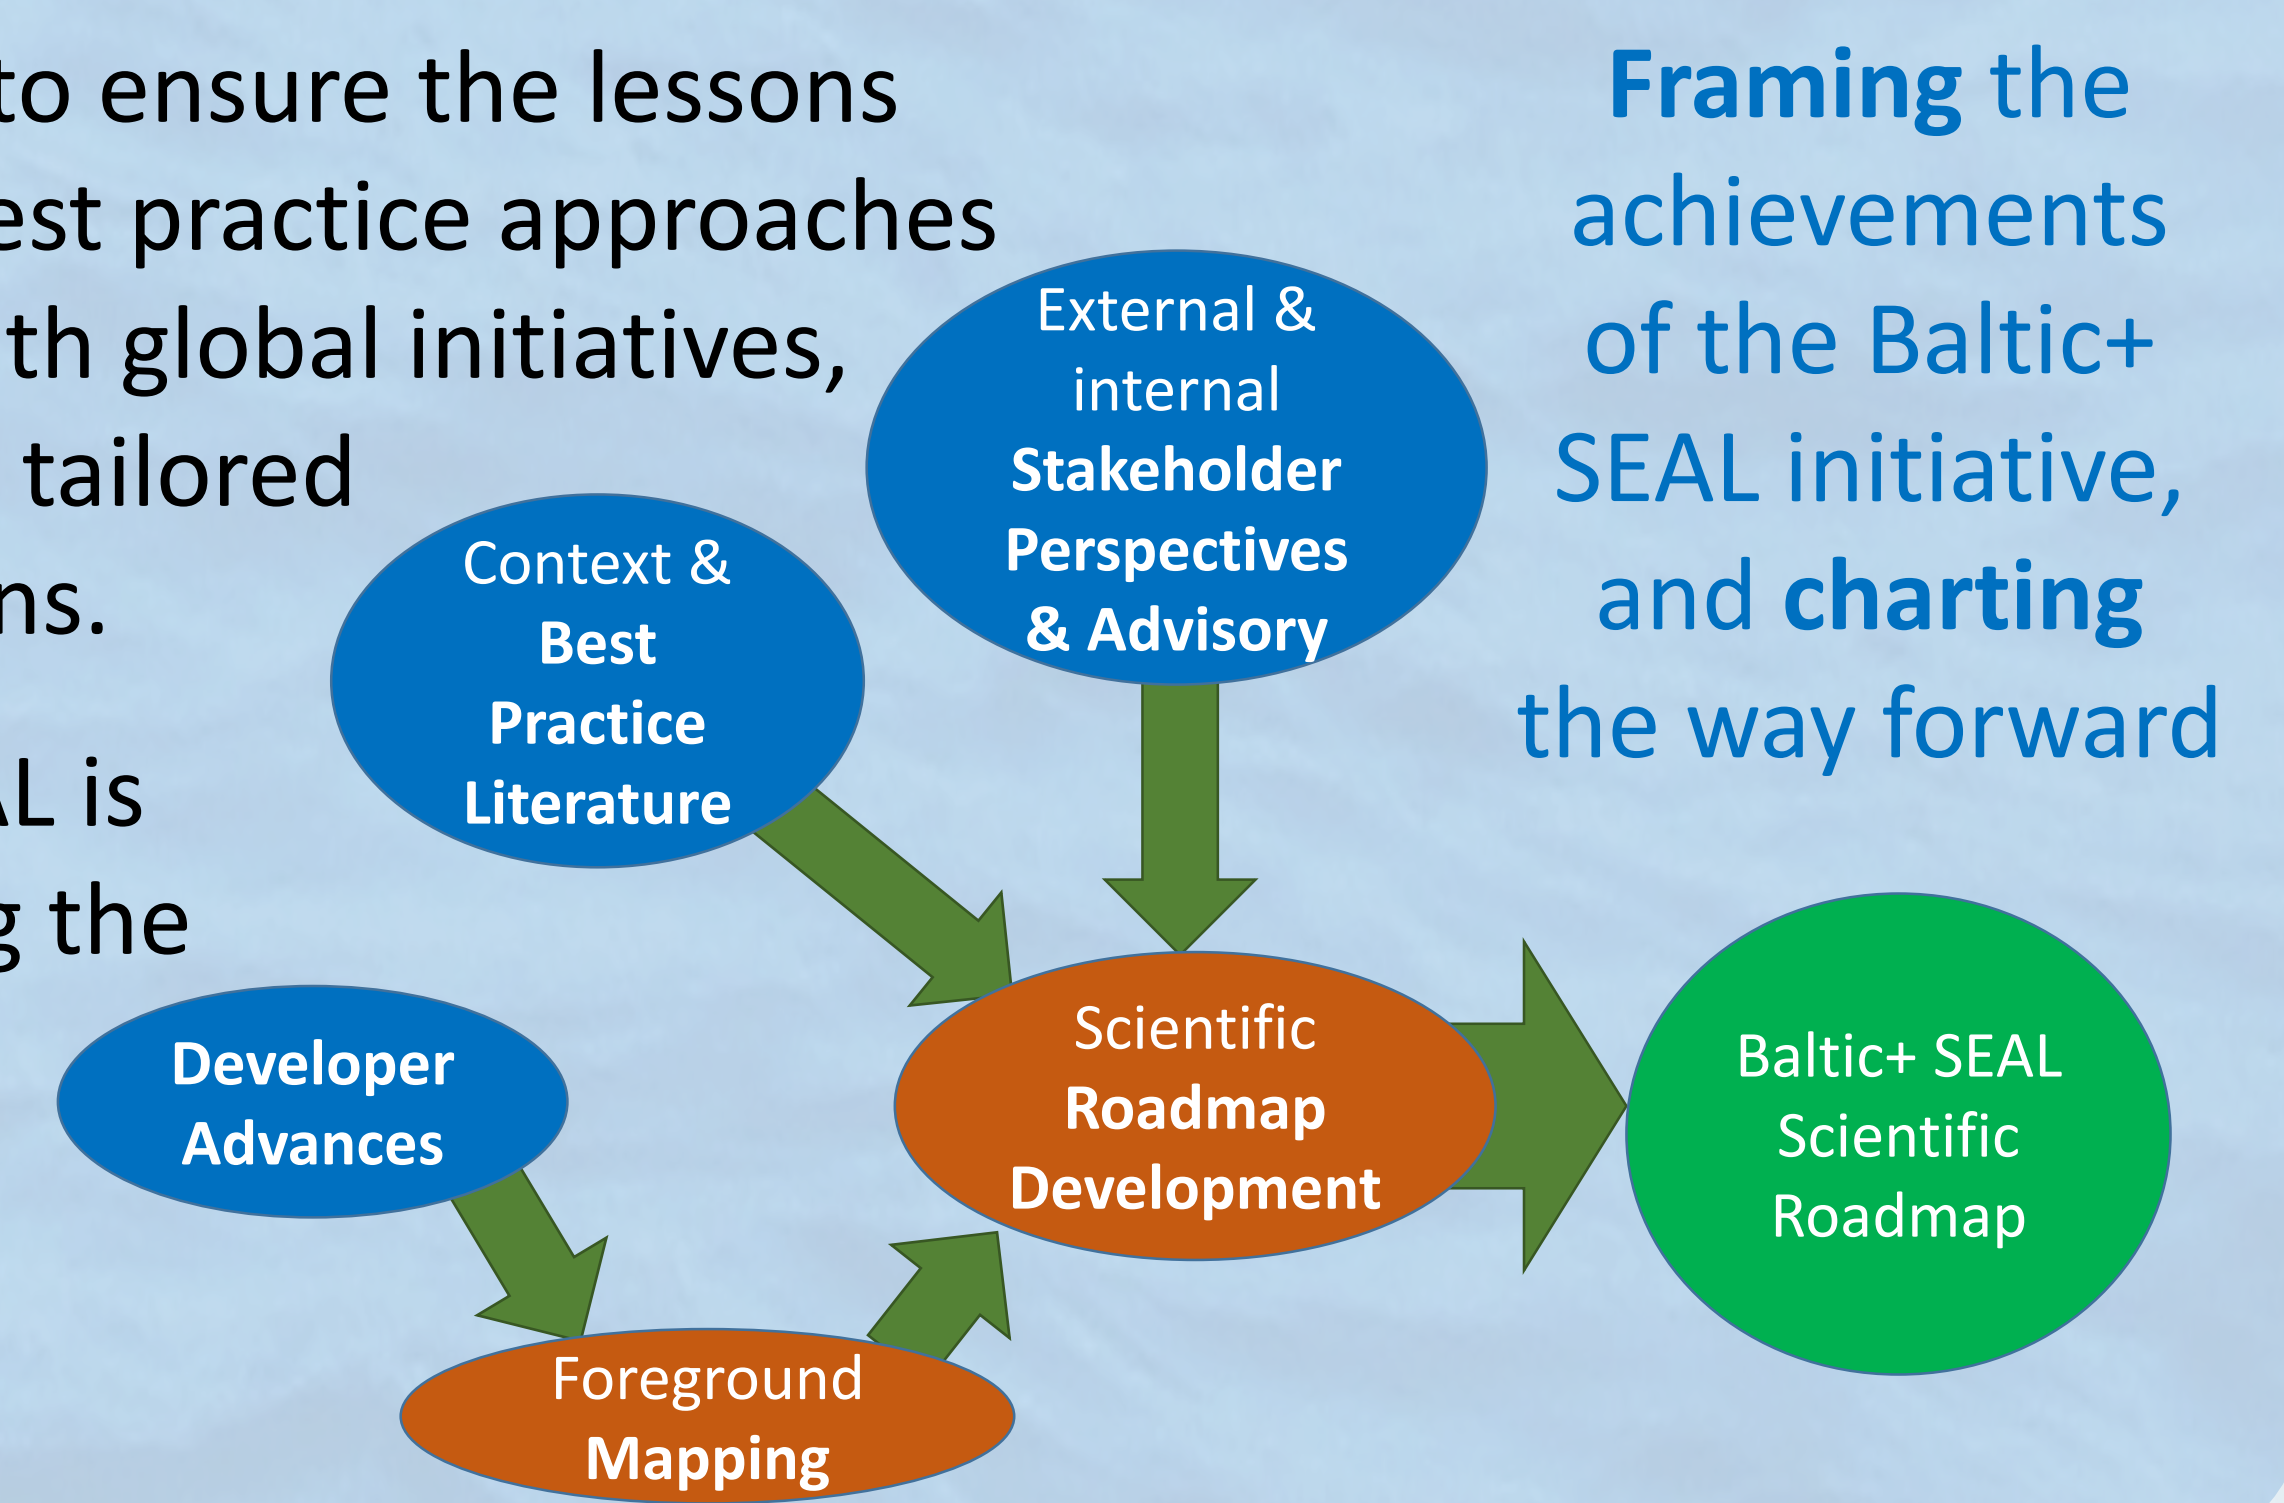 to ensure the lessons
est practice approaches
th global initiatives,
tailored
ns.
AL is
g the
Framing the
achievements
of the Baltic+
SEAL initiative,
and charting
the way forward
External &
internal
Stakeholder
Perspectives
& Advisory
Context &
Best
Practice
Literature
Developer
Advances
Foreground
Mapping
Scientific
Roadmap
Development
Baltic+ SEAL
Scientific
Roadmap